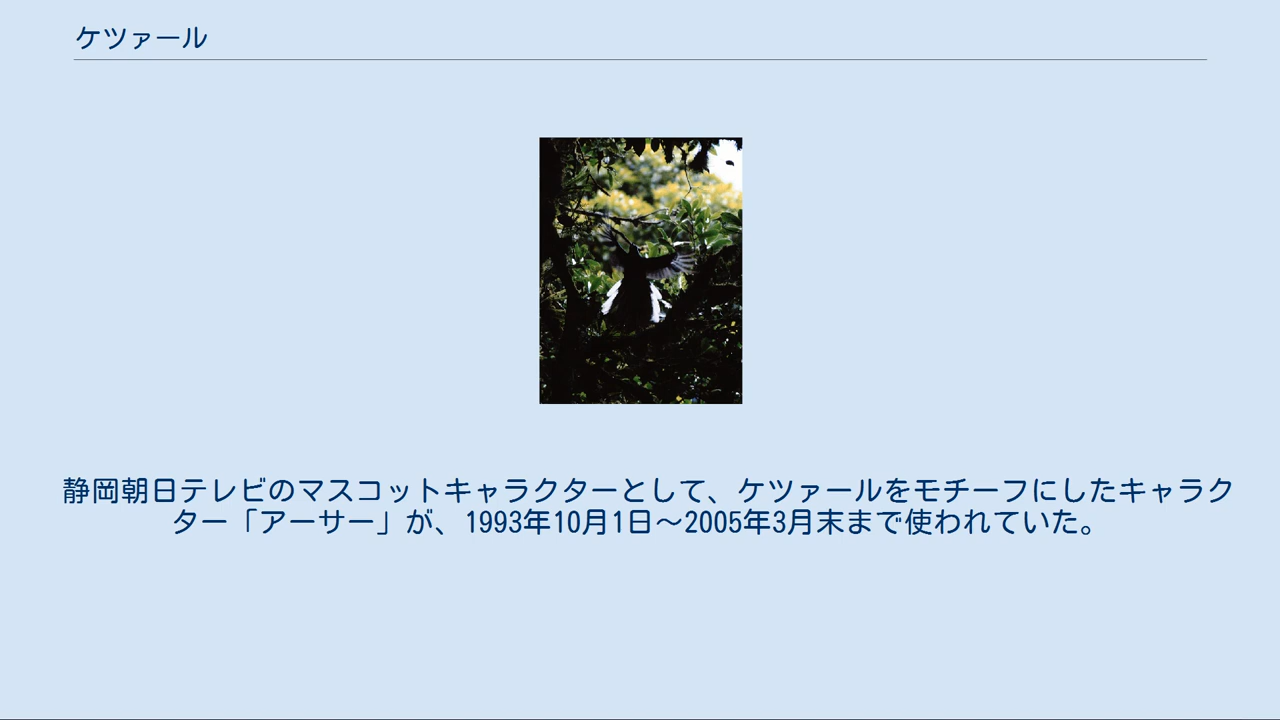 ケツァール
静岡朝日テレビのマスコットキャラクターとして、ケツァールをモチーフにしたキャラク
ター「アーサー」が、1993年10月1日～2005年3月末まで使われていた。